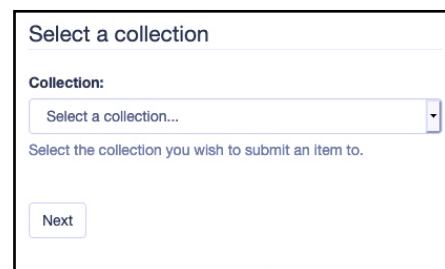 Select a collection
Collection:
Select a collection...
Select the collection you wish to submit an item to.
Next